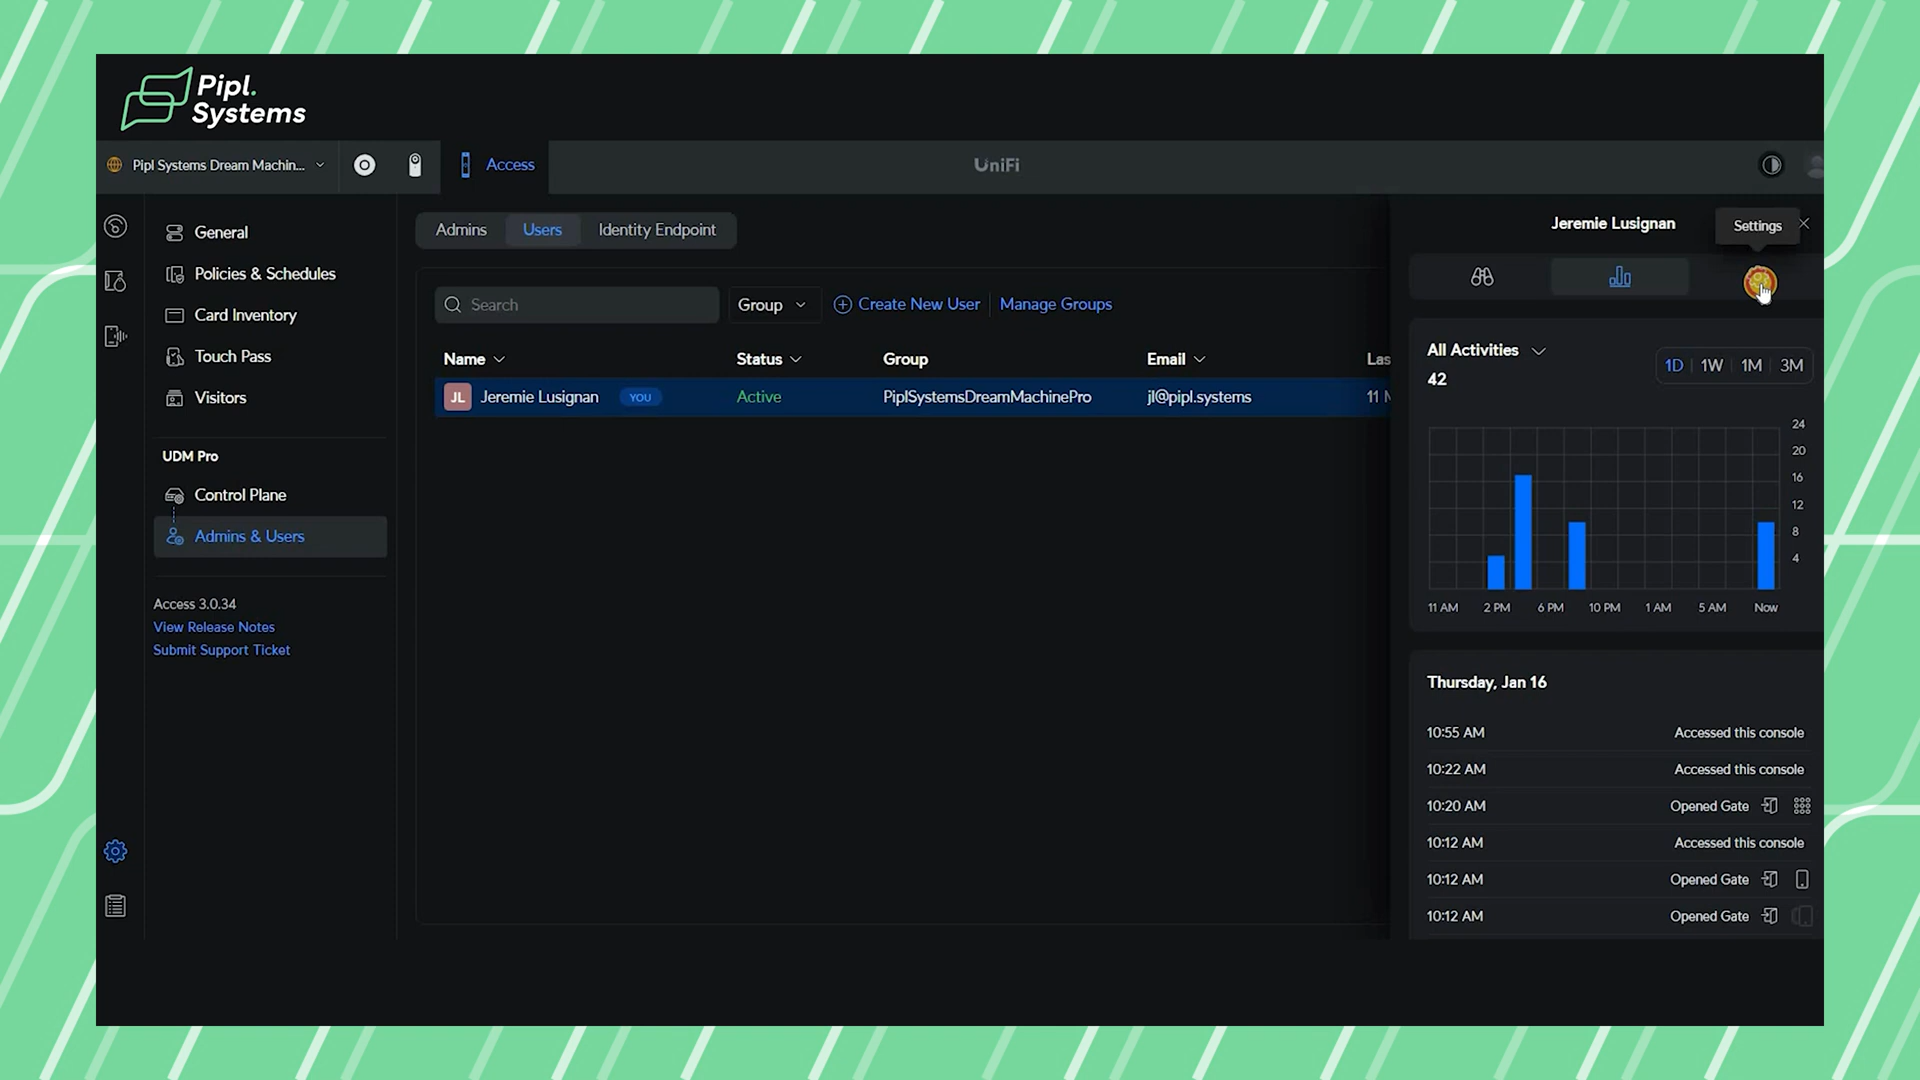 Pipl.
Systems
Pipl Systems Dream Machin...
Access
UniFi
General
Policies & Schedules
Card Inventory
Touch Pass
Visitors
UDM Pro
Control Plane
Admins & Users
Access 3.0.34
View Release Notes
Submit Support Ticket
Admins
Users
Identity Endpoint
Search
Group
Create New User
Manage Groups
Name
Status
Group
Email
Las
JL
Jeremie Lusignan
YOU
Active
PiplSystemsDreamMachinePro
jl@pipl.systems
11 M
Jeremie Lusignan
Settings
All Activities
42
1D
1W
1M
3M
24
20
16
12
8
4
11 AM
2 PM
6 PM
10 PM
1 AM
5 AM
Now
Thursday, Jan 16
10:55 AM Accessed this console
10:22 AM Accessed this console
10:20 AM Opened Gate
10:12 AM Accessed this console
10:12 AM Opened Gate
10:12 AM Opened Gate